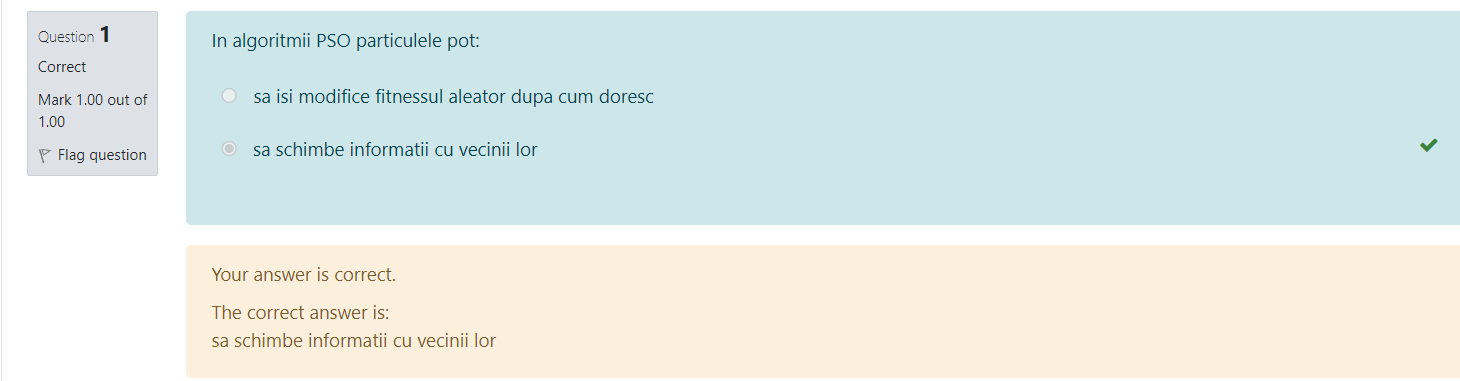 Question 1
Correct
Mark 1.00 out of
1.00
Flag question
In algoritmii PSO particulele pot:
sa isi modifice fitnessul aleator dupa cum doresc
sa schimbe informatii cu vecinii lor
Your answer is correct.
The correct answer is:
sa schimbe informatii cu vecinii lor